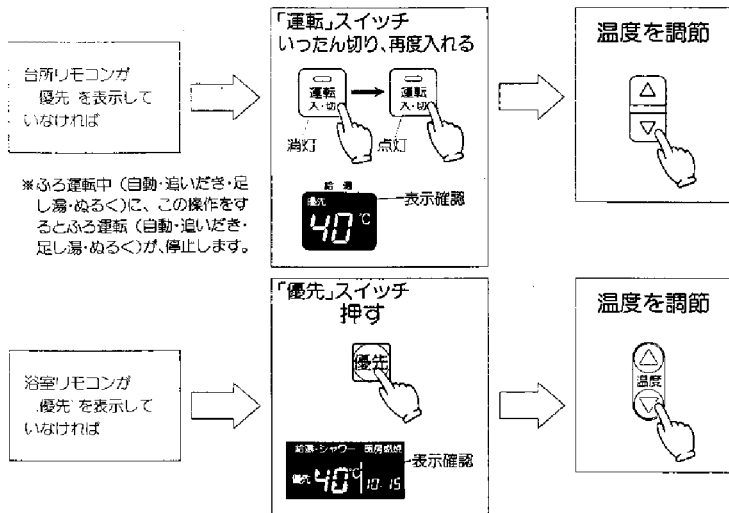 台所リモコンが
優先 を表示して
いなければ
※ふろ運転中（自動・追いだき・足
し湯・ぬるく）に、この操作をす
るとふろ運転（自動・追いだき・
足し湯・ぬるく）が、停止します。
「運転」スイッチ
いったん切り、再度入れる
運転 運転
入・切 入・切
消灯 点灯
給湯
優先
40℃
表示確認
温度を調節
浴室リモコンが
優先 を表示して
いなければ
「優先」スイッチ
押す
優先
給湯・シャワー 暖房燃焼
優先 40℃ 10:15
表示確認
温度を調節
温度